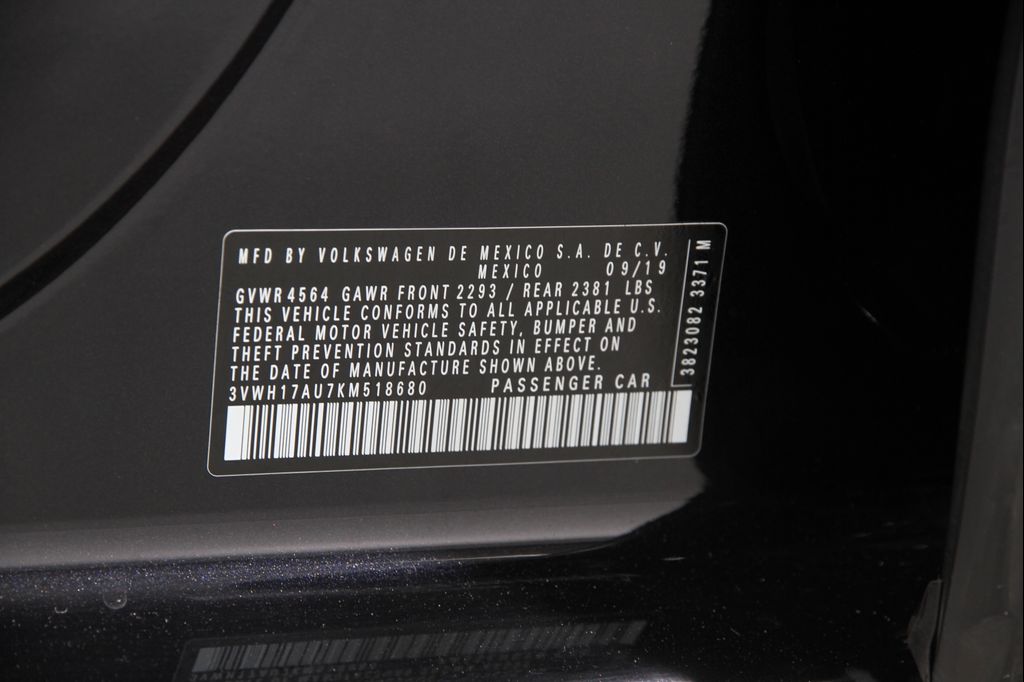 MFD BY VOLKSWAGEN DE MEXICO S.A. DE C.V.
MEXICO 09/19
GVWR 4564 GAWR FRONT 2293 / REAR 2381 LBS
THIS VEHICLE CONFORMS TO ALL APPLICABLE U.S.
FEDERAL MOTOR VEHICLE SAFETY, BUMPER AND
THEFT PREVENTION STANDARDS IN EFFECT ON
THE DATE OF MANUFACTURE SHOWN ABOVE.
3VWH17AU7KM518680 PASSENGER CAR
3823082 3371 M